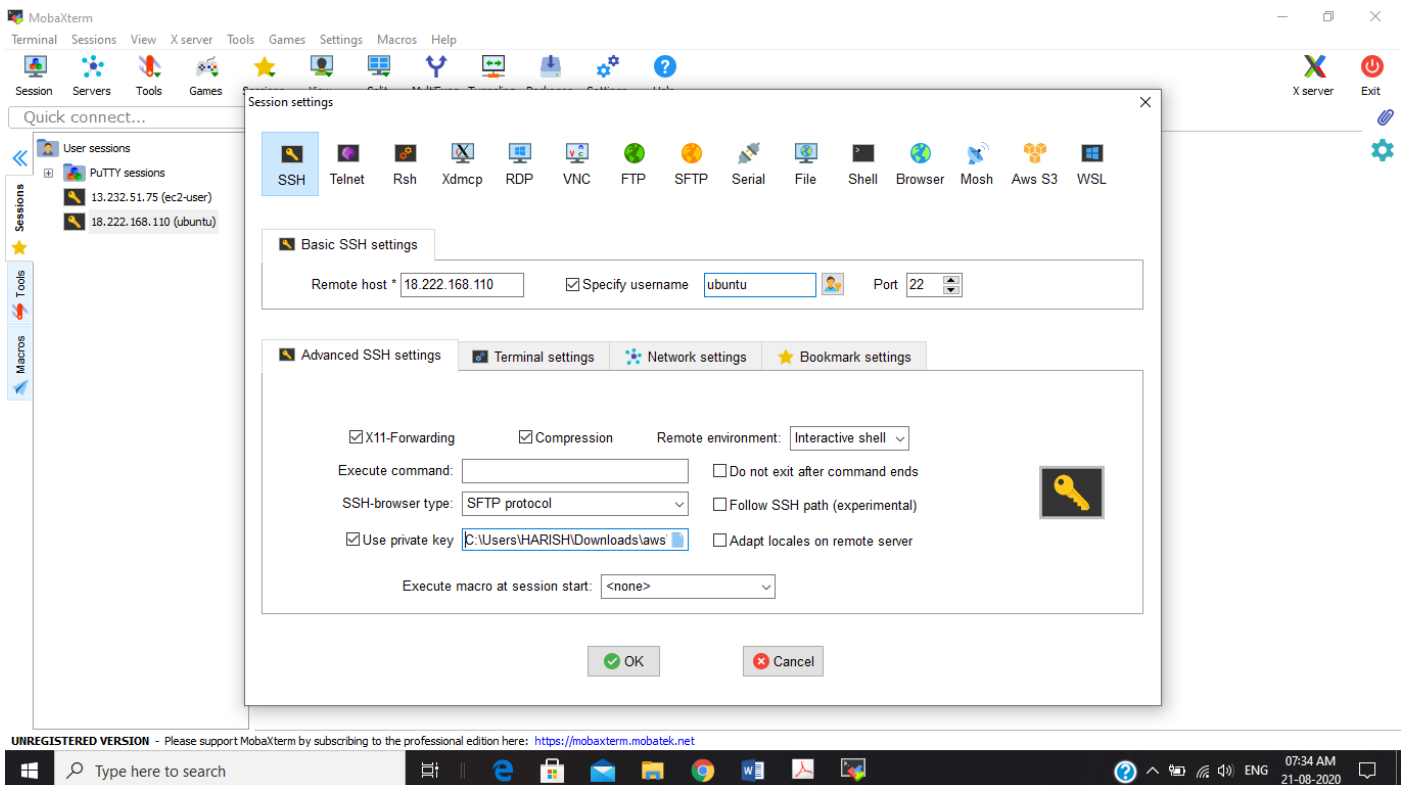 MobaXterm
Terminal Sessions View X server Tools Games Settings Macros Help
Session Servers Tools Games X server Exit
Quick connect...
User sessions
PuTTY sessions
13.232.51.75 (ec2-user)
18.222.168.110 (ubuntu)
Sessions
Tools
Macros
Session settings
SSH Telnet Rsh Xdmcp RDP VNC FTP SFTP Serial File Shell Browser Mosh Aws S3 WSL
Basic SSH settings
Remote host * 18.222.168.110 Specify username ubuntu Port 22
Advanced SSH settings Terminal settings Network settings Bookmark settings
X11-Forwarding Compression Remote environment: Interactive shell
Execute command: Do not exit after command ends
SSH-browser type: SFTP protocol Follow SSH path (experimental)
Use private key C:\Users\HARISH\Downloads\aws Adapt locales on remote server
Execute macro at session start: <none>
OK Cancel
UNREGISTERED VERSION - Please support MobaXterm by subscribing to the professional edition here: https://mobaxterm.mobatek.net
Type here to search
ENG
07:34 AM
21-08-2020